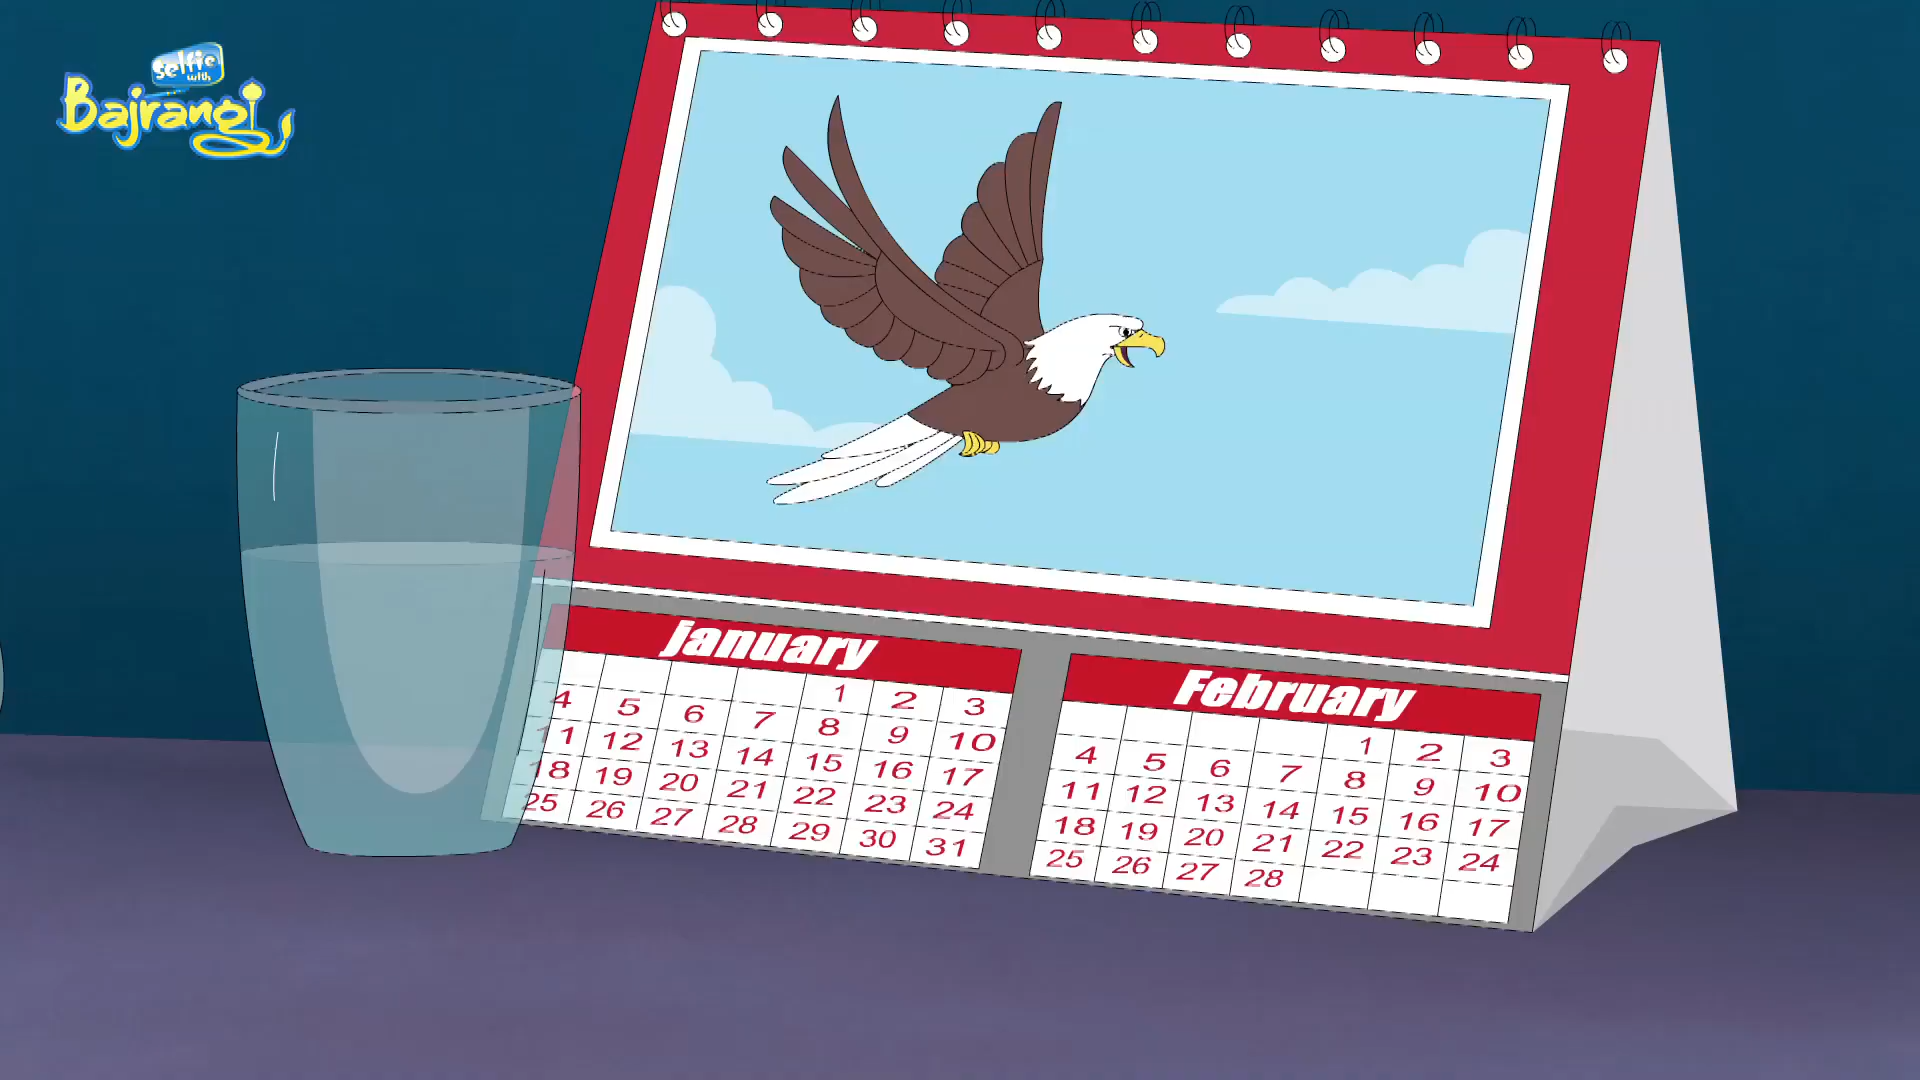 Selfie
with
Bajrangi
january
1 2 3
4 5 6 7 8 9 10
11 12 13 14 15 16 17
18 19 20 21 22 23 24
25 26 27 28 29 30 31
February
1 2 3
4 5 6 7 8 9 10
11 12 13 14 15 16 17
18 19 20 21 22 23 24
25 26 27 28